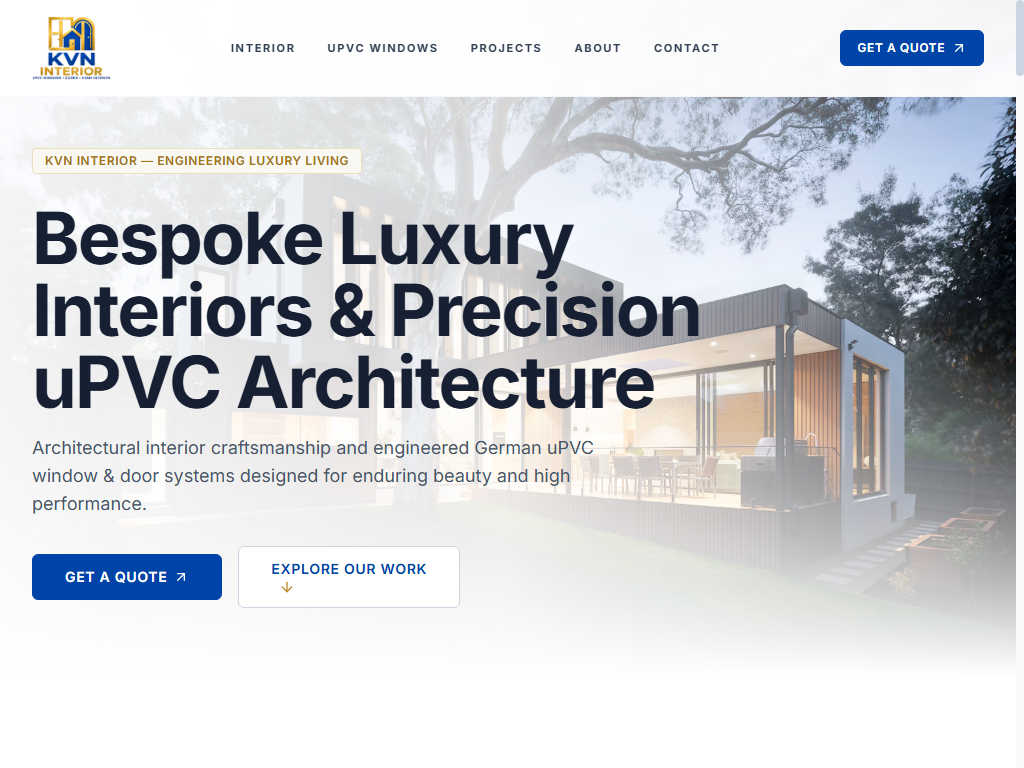 KVN
INTERIOR
INTERIOR
UPVC WINDOWS
PROJECTS
ABOUT
CONTACT
GET A QUOTE
KVN INTERIOR — ENGINEERING LUXURY LIVING
Bespoke Luxury
Interiors & Precision
uPVC Architecture
Architectural interior craftsmanship and engineered German uPVC
window & door systems designed for enduring beauty and high
performance.
GET A QUOTE
EXPLORE OUR WORK